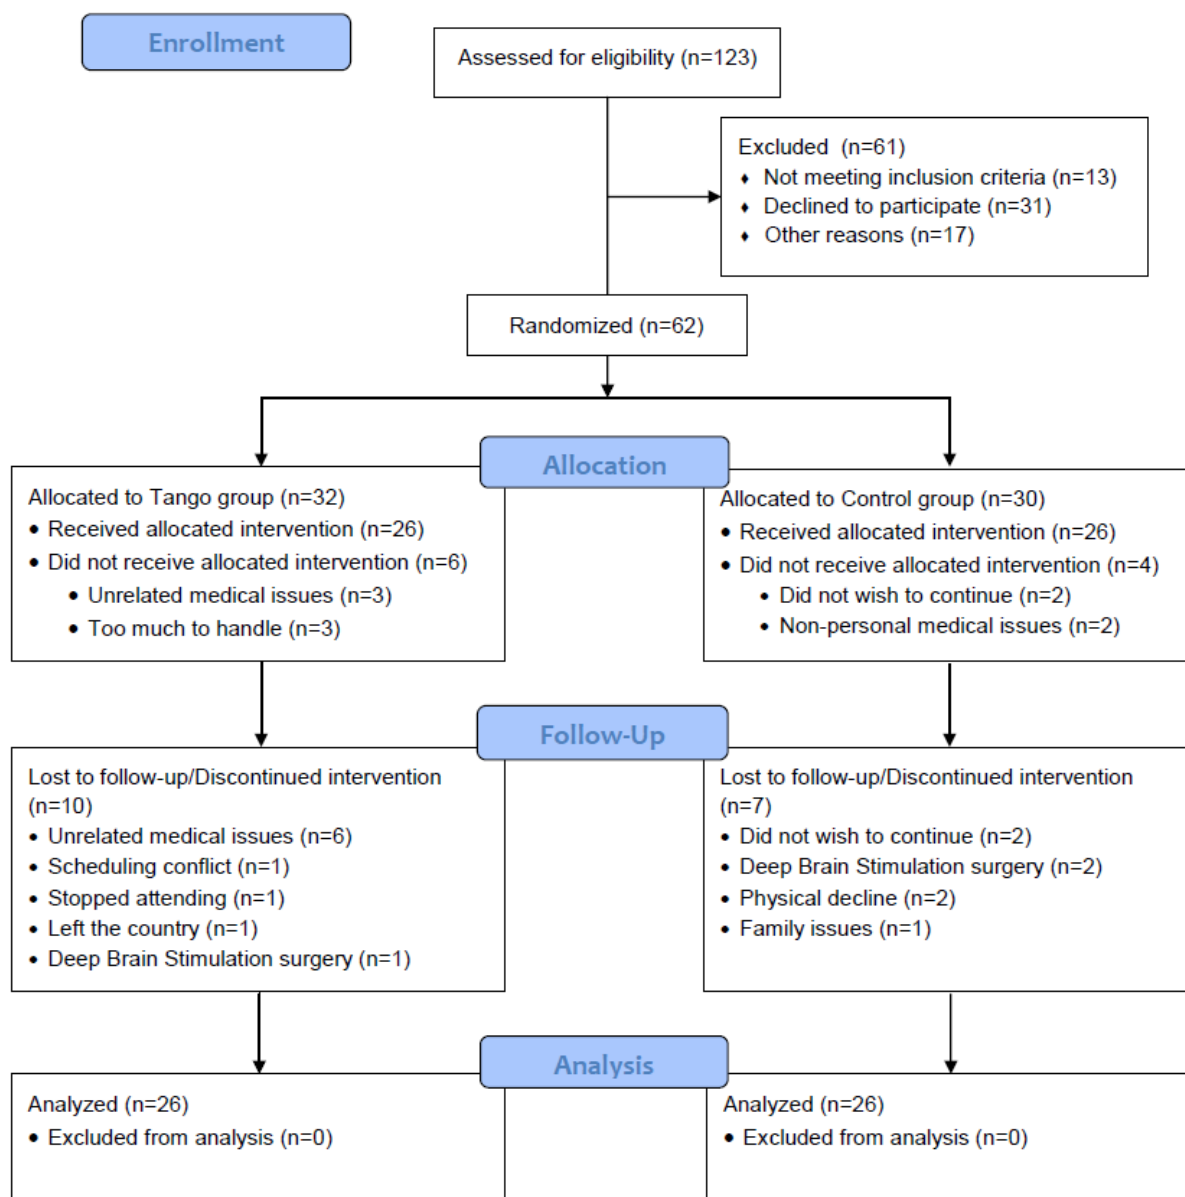 Enrollment
Assessed for eligibility (n=123)
Excluded (n=61)
♦ Not meeting inclusion criteria (n=13)
♦ Declined to participate (n=31)
♦ Other reasons (n=17)
Randomized (n=62)
Allocation
Allocated to Tango group (n=32)
• Received allocated intervention (n=26)
• Did not receive allocated intervention (n=6)
• Unrelated medical issues (n=3)
• Too much to handle (n=3)
Allocated to Control group (n=30)
• Received allocated intervention (n=26)
• Did not receive allocated intervention (n=4)
• Did not wish to continue (n=2)
• Non-personal medical issues (n=2)
Follow-Up
Lost to follow-up/Discontinued intervention
(n=10)
• Unrelated medical issues (n=6)
• Scheduling conflict (n=1)
• Stopped attending (n=1)
• Left the country (n=1)
• Deep Brain Stimulation surgery (n=1)
Lost to follow-up/Discontinued intervention
(n=7)
• Did not wish to continue (n=2)
• Deep Brain Stimulation surgery (n=2)
• Physical decline (n=2)
• Family issues (n=1)
Analysis
Analyzed (n=26)
• Excluded from analysis (n=0)
Analyzed (n=26)
• Excluded from analysis (n=0)